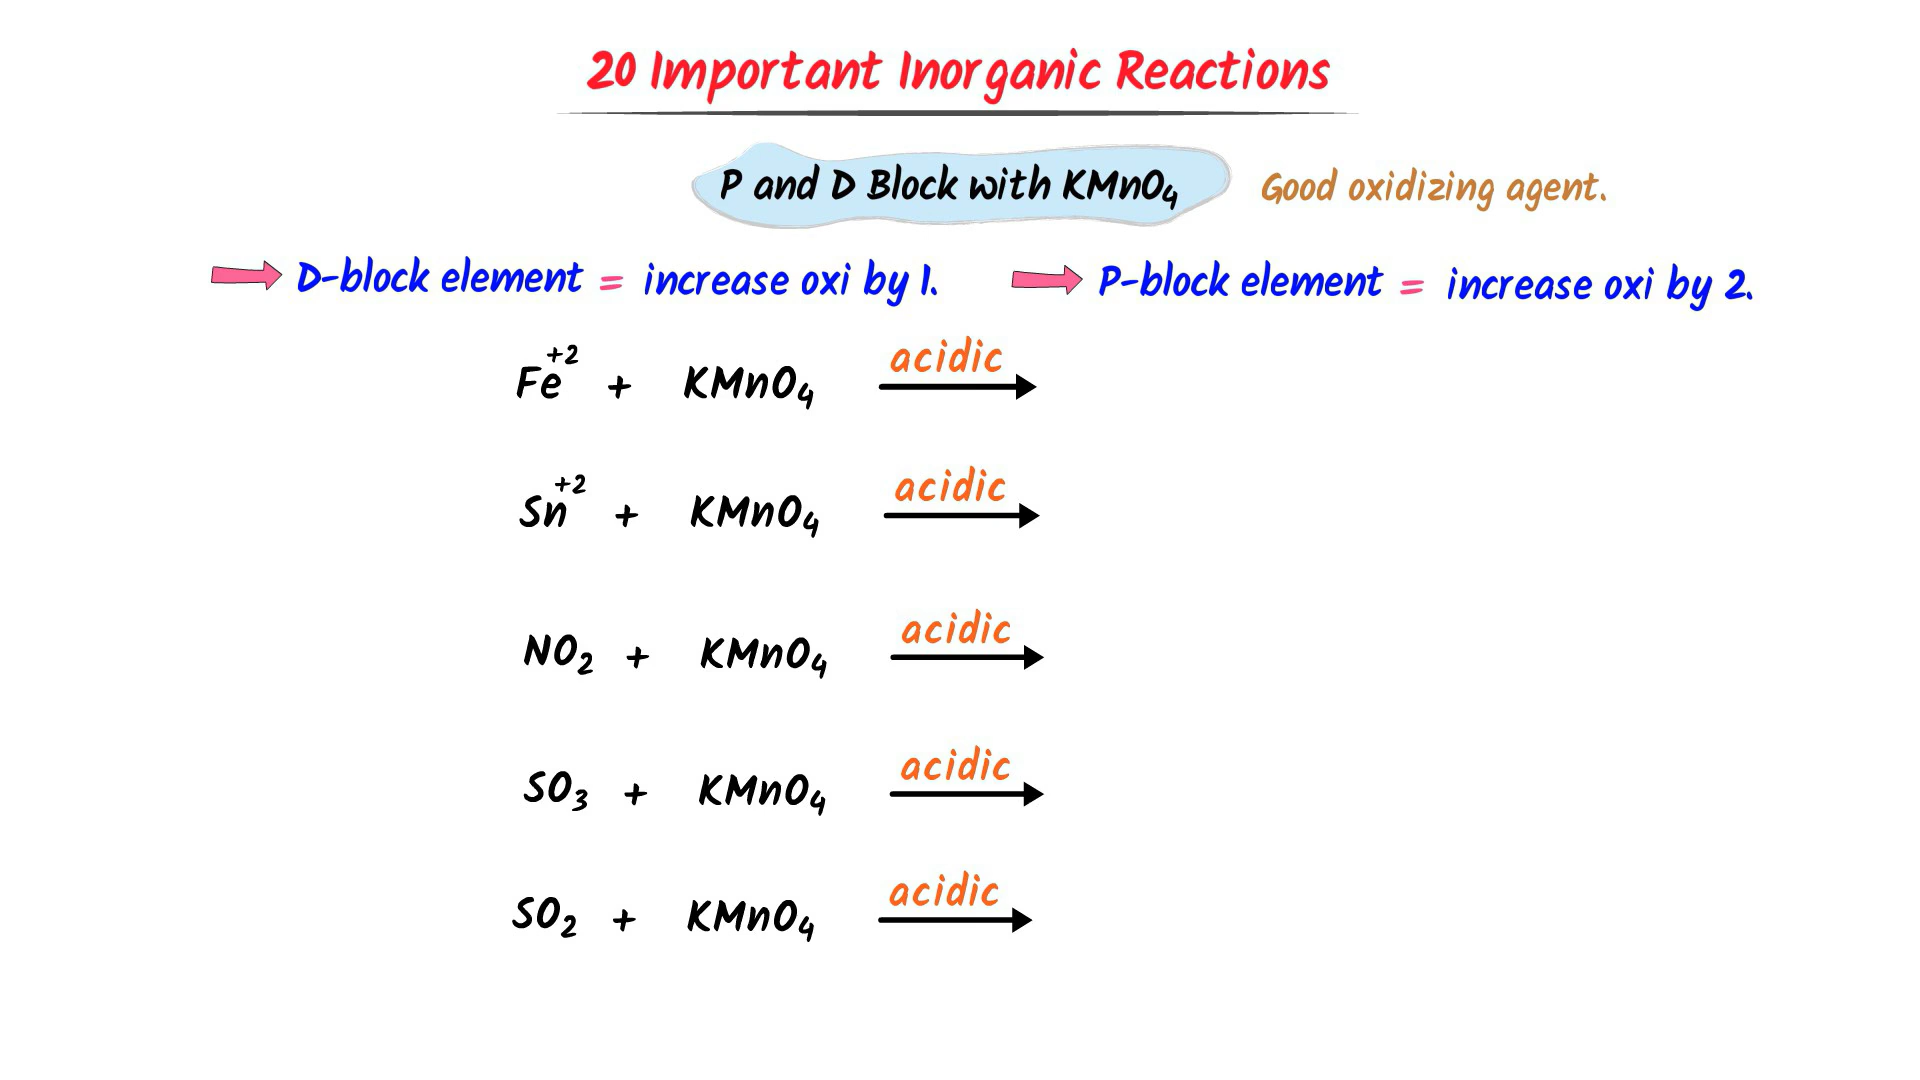 20 Important Inorganic Reactions
P and D Block with KMnO₄ Good oxidizing agent.
D-block element = increase oxi by 1. P-block element = increase oxi by 2.
Fe⁺² + KMnO₄ acidic
Sn⁺² + KMnO₄ acidic
NO₂ + KMnO₄ acidic
SO₃ + KMnO₄ acidic
SO₂ + KMnO₄ acidic